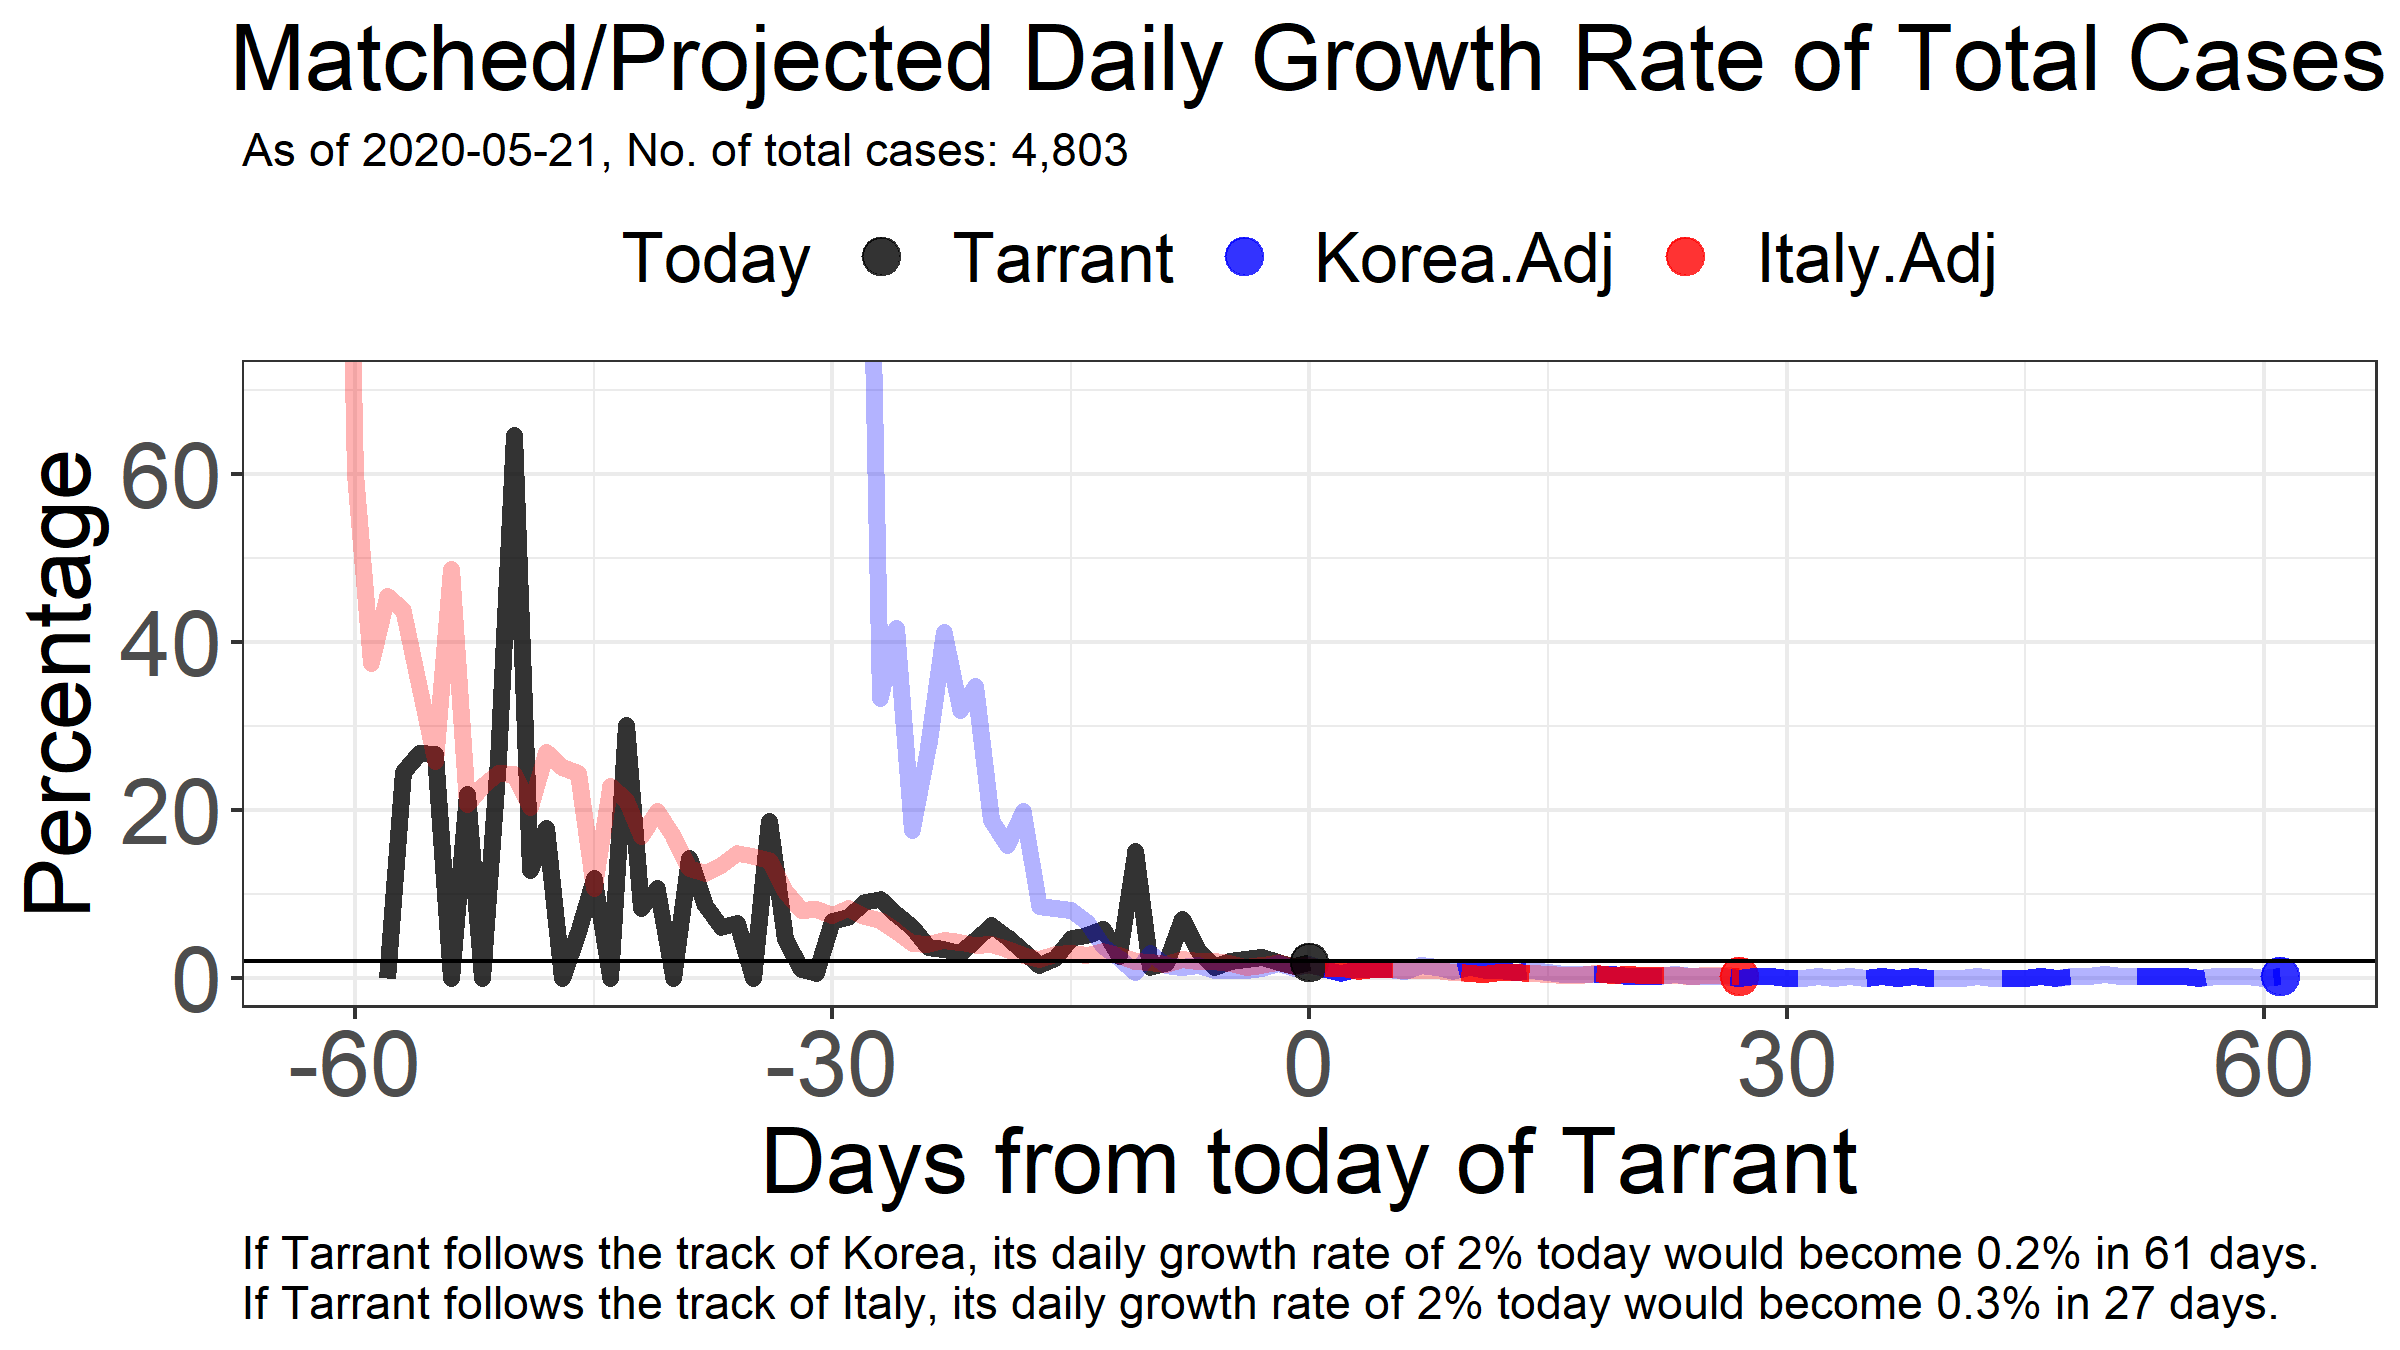 Matched/Projected Daily Growth Rate of Total Cases
As of 2020-05-21, No. of total cases: 4,803
Today Tarrant Korea.Adj Italy.Adj
Percentage
60
40
20
0
-60 -30 0 30 60
Days from today of Tarrant
If Tarrant follows the track of Korea, its daily growth rate of 2% today would become 0.2% in 61 days.
If Tarrant follows the track of Italy, its daily growth rate of 2% today would become 0.3% in 27 days.